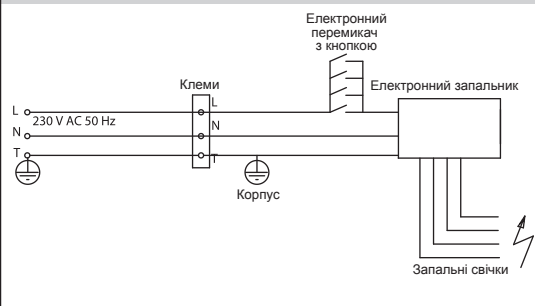 Електронний
перемикач
з кнопкою
Клеми
Електронний запальник
L
L
230 V AC 50 Hz
N
N
T
T
Корпус
Запальні свічки